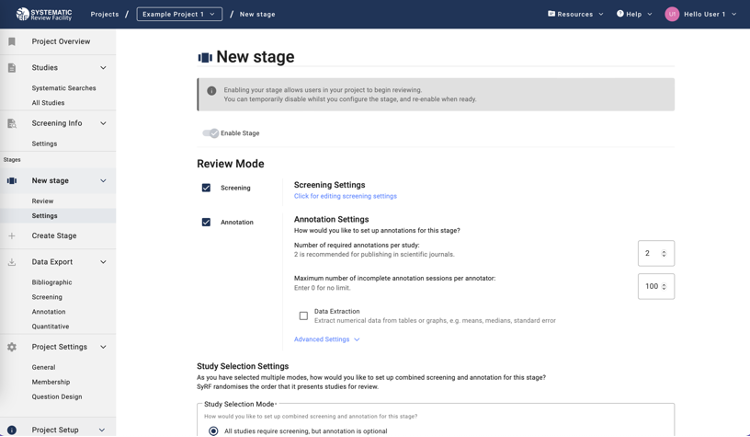 SYSTEMATIC
Review Facility
Projects / Example Project 1 / New stage
Resources
Help
U1
Hello User 1
Project Overview
Studies
Systematic Searches
All Studies
Screening Info
Settings
Stages
New stage
Review
Settings
Create Stage
Data Export
Bibliographic
Screening
Annotation
Quantitative
Project Settings
General
Membership
Question Design
Project Setup
New stage
Enabling your stage allows users in your project to begin reviewing.
You can temporarily disable whilst you configure the stage, and re-enable when ready.
Enable Stage
Review Mode
Screening
Screening Settings
Click for editing screening settings
Annotation
Annotation Settings
How would you like to set up annotations for this stage?
Number of required annotations per study:
2 is recommended for publishing in scientific journals.
2
Maximum number of incomplete annotation sessions per annotator:
Enter 0 for no limit.
100
Data Extraction
Extract numerical data from tables or graphs, e.g. means, medians, standard error
Advanced Settings
Study Selection Settings
As you have selected multiple modes, how would you like to set up combined screening and annotation for this stage?
SyRF randomises the order that it presents studies for review.
Study Selection Mode*
How would you like to set up combined screening and annotation for this stage?
All studies require screening, but annotation is optional